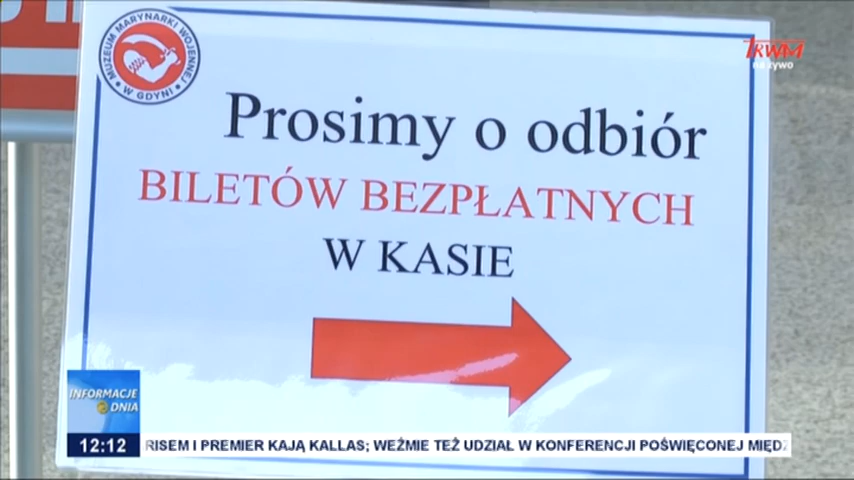 MUZEUM MARYNARKI WOJENNEJ
W GDYNI
TRWAM
na żywo
Prosimy o odbiór
BILETÓW BEZPŁATNYCH
W KASIE
INFORMACJE
DNIA
12:12
RISEM I PREMIER KAJĄ KALLAS; WEŹMIE TEŻ UDZIAŁ W KONFERENCJI POŚWIĘCONEJ MIĘDZ